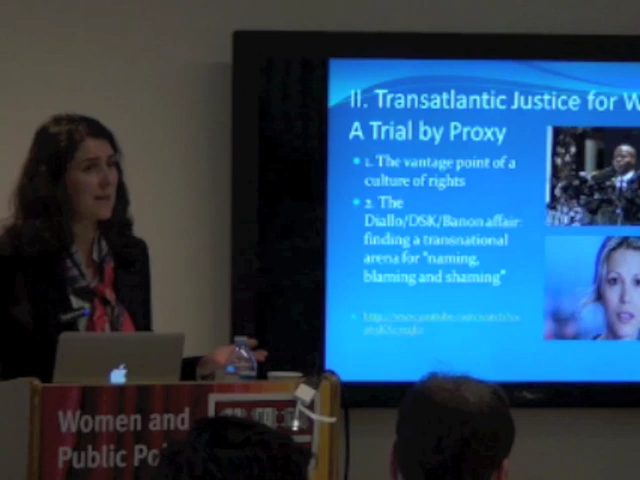 II. Transatlantic Justice for W
A Trial by Proxy
1. The vantage point of a
culture of rights
2. The
Diallo/DSK/Banon affair:
finding a transnational
arena for "naming,
blaming and shaming"
Women and
Public Po